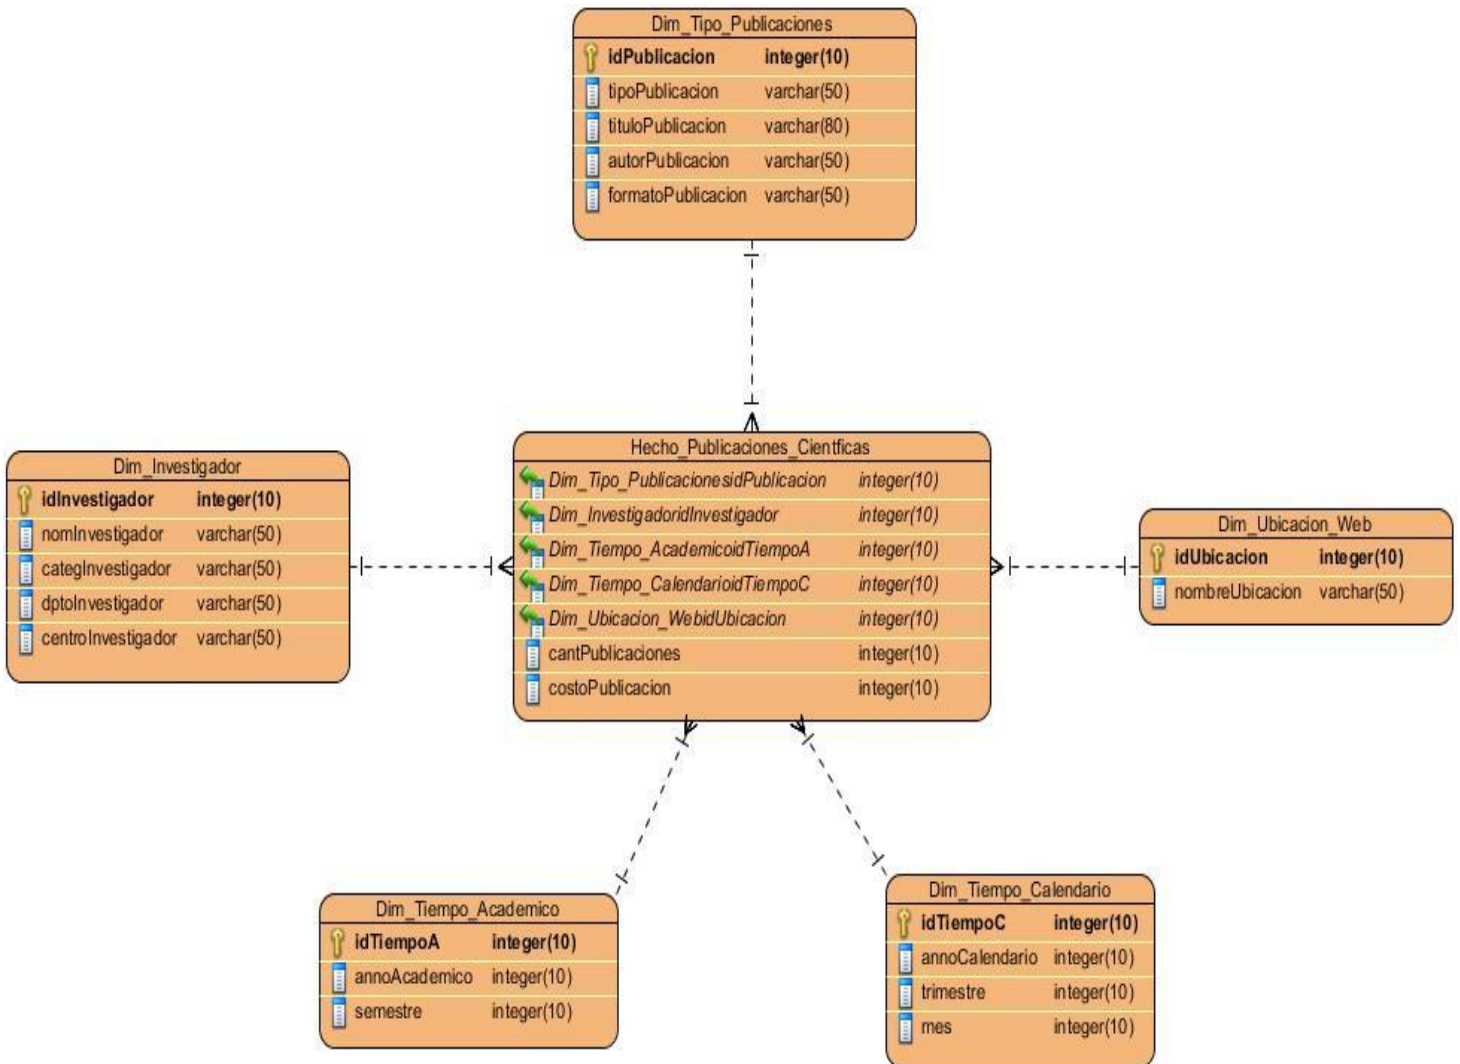 Dim_Tipo_Publicaciones
idPublicacion integer(10)
tipoPublicacion varchar(50)
tituloPublicacion varchar(80)
autorPublicacion varchar(50)
formatoPublicacion varchar(50)
Hecho_Publicaciones_Cientficas
Dim_Tipo_PublicacionesidPublicacion integer(10)
Dim_InvestigadoridInvestigador integer(10)
Dim_Tiempo_AcademicoidTiempoA integer(10)
Dim_Tiempo_CalendarioidTiempoC integer(10)
Dim_Ubicacion_WebidUbicacion integer(10)
cantPublicaciones integer(10)
costoPublicacion integer(10)
Dim_Investigador
idInvestigador integer(10)
nomInvestigador varchar(50)
categInvestigador varchar(50)
dptoInvestigador varchar(50)
centroInvestigador varchar(50)
Dim_Ubicacion_Web
idUbicacion integer(10)
nombreUbicacion varchar(50)
Dim_Tiempo_Academico
idTiempoA integer(10)
annoAcademico integer(10)
semestre integer(10)
Dim_Tiempo_Calendario
idTiempoC integer(10)
annoCalendario integer(10)
trimestre integer(10)
mes integer(10)